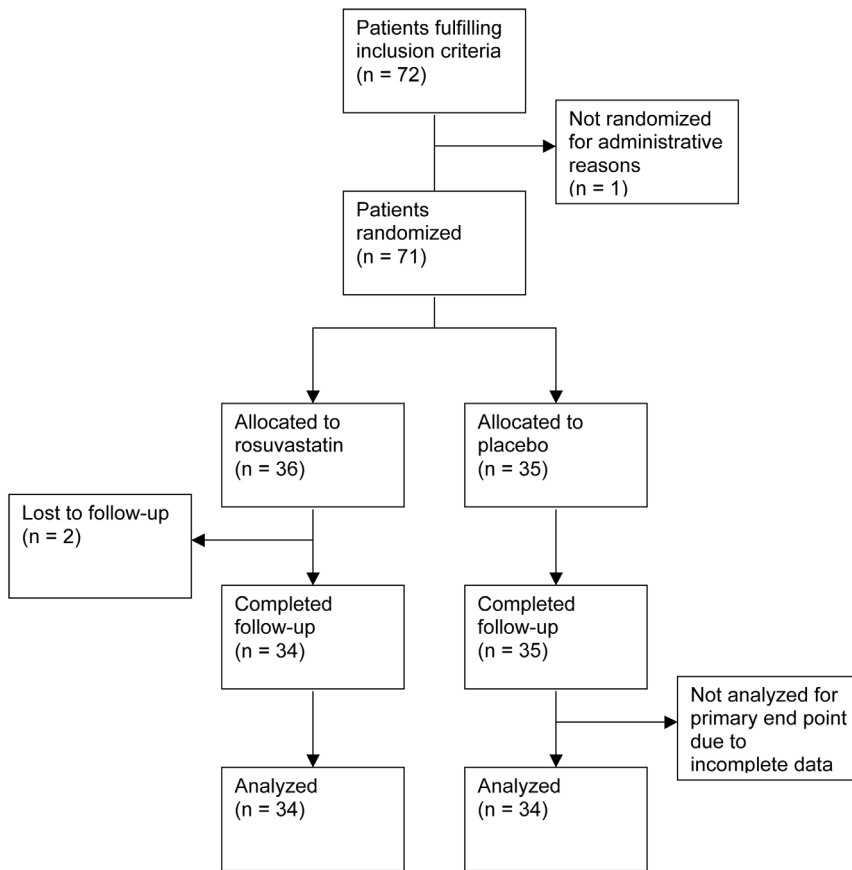 Patients fulfilling
inclusion criteria
(n = 72)
Not randomized
for administrative
reasons
(n = 1)
Patients
randomized
(n = 71)
Allocated to
rosuvastatin
(n = 36)
Allocated to
placebo
(n = 35)
Lost to follow-up
(n = 2)
Completed
follow-up
(n = 34)
Completed
follow-up
(n = 35)
Not analyzed for
primary end point
due to
incomplete data
Analyzed
(n = 34)
Analyzed
(n = 34)